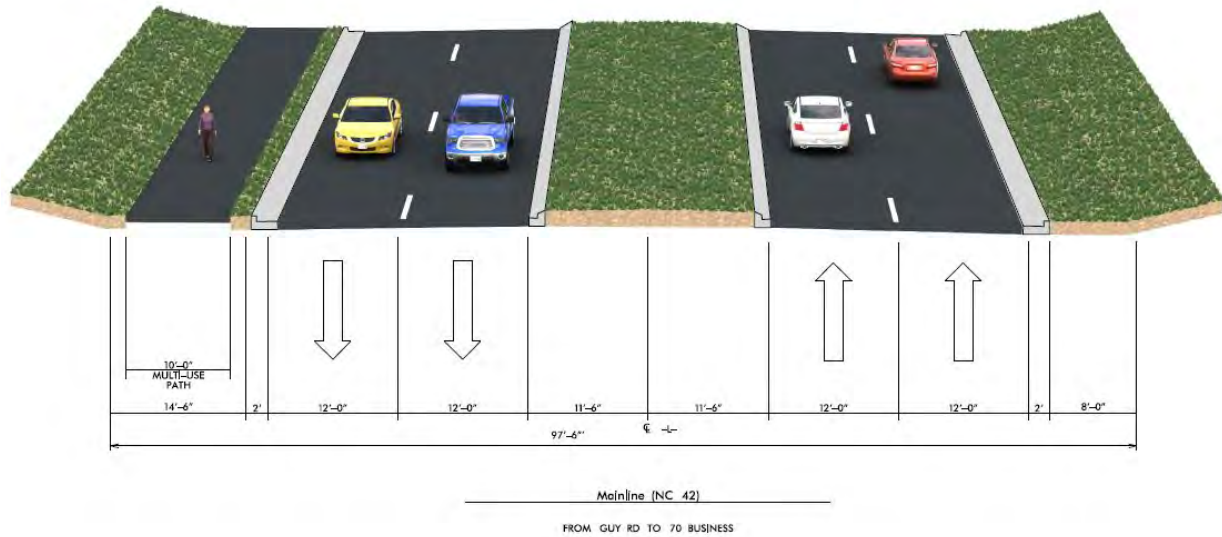 10'-0"
MULTI-USE
PATH
14'-6" 2' 12'-0" 12'-0" 11'-6" 11'-6" 12'-0" 12'-0" 2' 8'-0"
97'-6"' ℄ -L-
Mainline (NC 42)
FROM GUY RD TO 70 BUSINESS